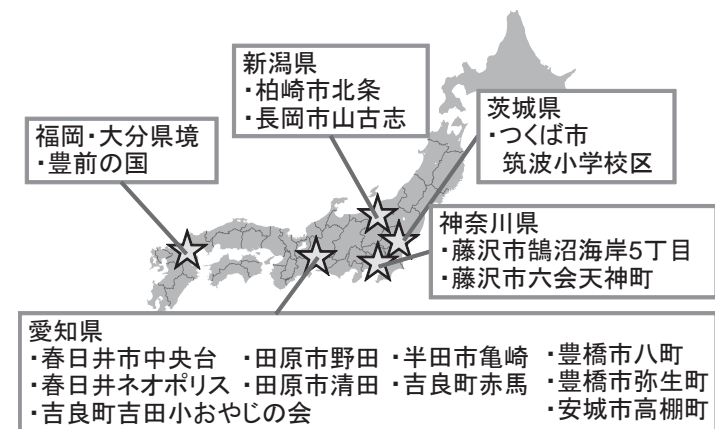 新潟県
・柏崎市北条
・長岡市山古志
茨城県
・つくば市
筑波小学校区
福岡・大分県境
・豊前の国
神奈川県
・藤沢市鵠沼海岸5丁目
・藤沢市六会天神町
愛知県
・春日井市中央台 ・田原市野田 ・半田市亀崎 ・豊橋市八町
・春日井ネオポリス ・田原市清田 ・吉良町赤馬 ・豊橋市弥生町
・吉良町吉田小おやじの会 ・安城市高棚町